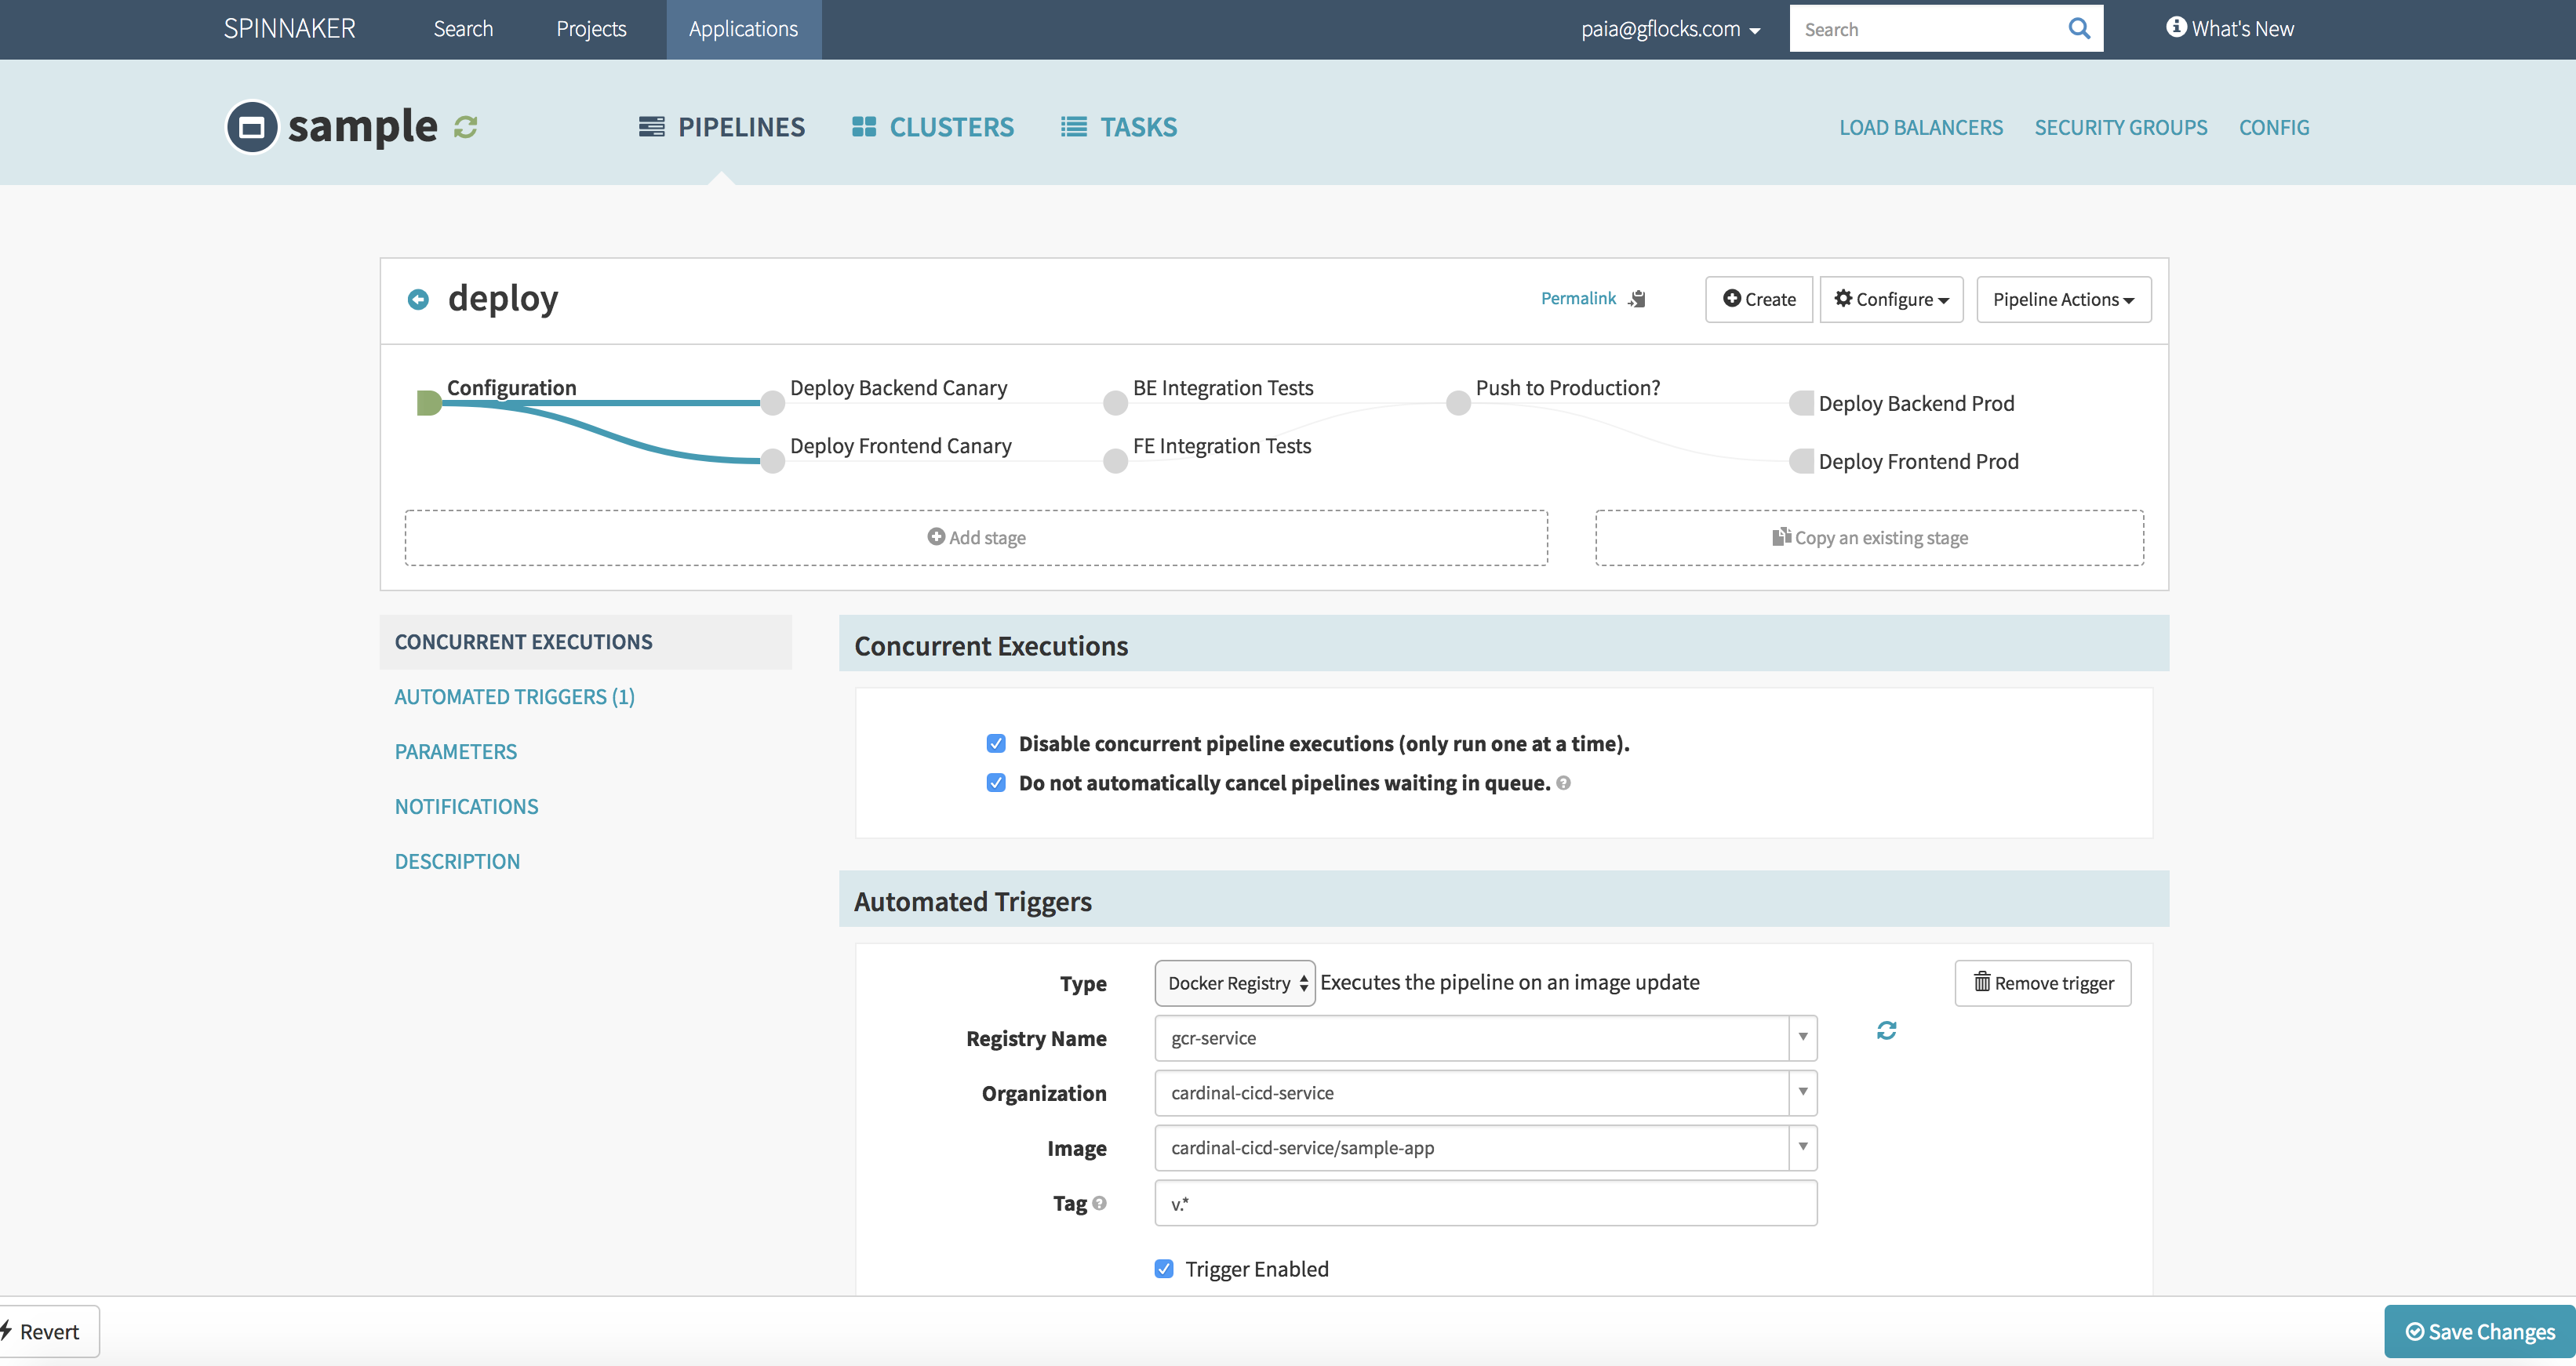 SPINNAKER Search Projects Applications paia@gflocks.com Search What's New
sample PIPELINES CLUSTERS TASKS LOAD BALANCERS SECURITY GROUPS CONFIG
deploy Permalink Create Configure Pipeline Actions
Configuration Deploy Backend Canary BE Integration Tests Push to Production? Deploy Backend Prod
Deploy Frontend Canary FE Integration Tests Deploy Frontend Prod
Add stage Copy an existing stage
CONCURRENT EXECUTIONS
AUTOMATED TRIGGERS (1)
PARAMETERS
NOTIFICATIONS
DESCRIPTION
Concurrent Executions
Disable concurrent pipeline executions (only run one at a time).
Do not automatically cancel pipelines waiting in queue. ?
Automated Triggers
Type Docker Registry Executes the pipeline on an image update Remove trigger
Registry Name gcr-service
Organization cardinal-cicd-service
Image cardinal-cicd-service/sample-app
Tag ? v.*
Trigger Enabled
Revert Save Changes